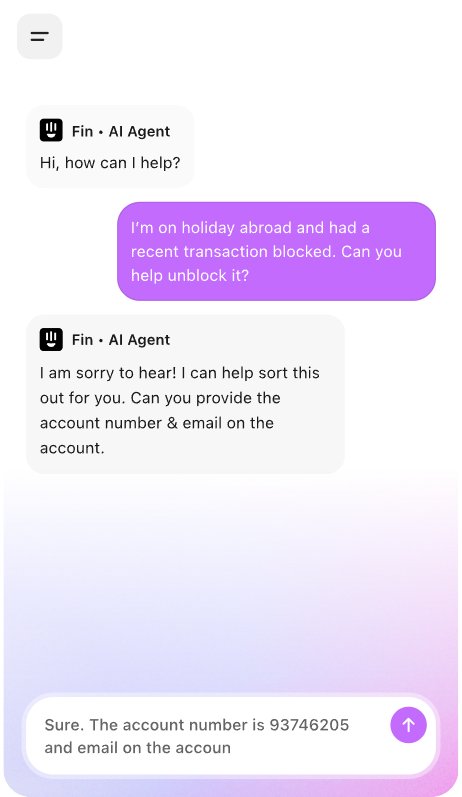 Fin • AI Agent
Hi, how can I help?
I’m on holiday abroad and had a
recent transaction blocked. Can you
help unblock it?
Fin • AI Agent
I am sorry to hear! I can help sort this
out for you. Can you provide the
account number & email on the
account.
Sure. The account number is 93746205
and email on the accoun